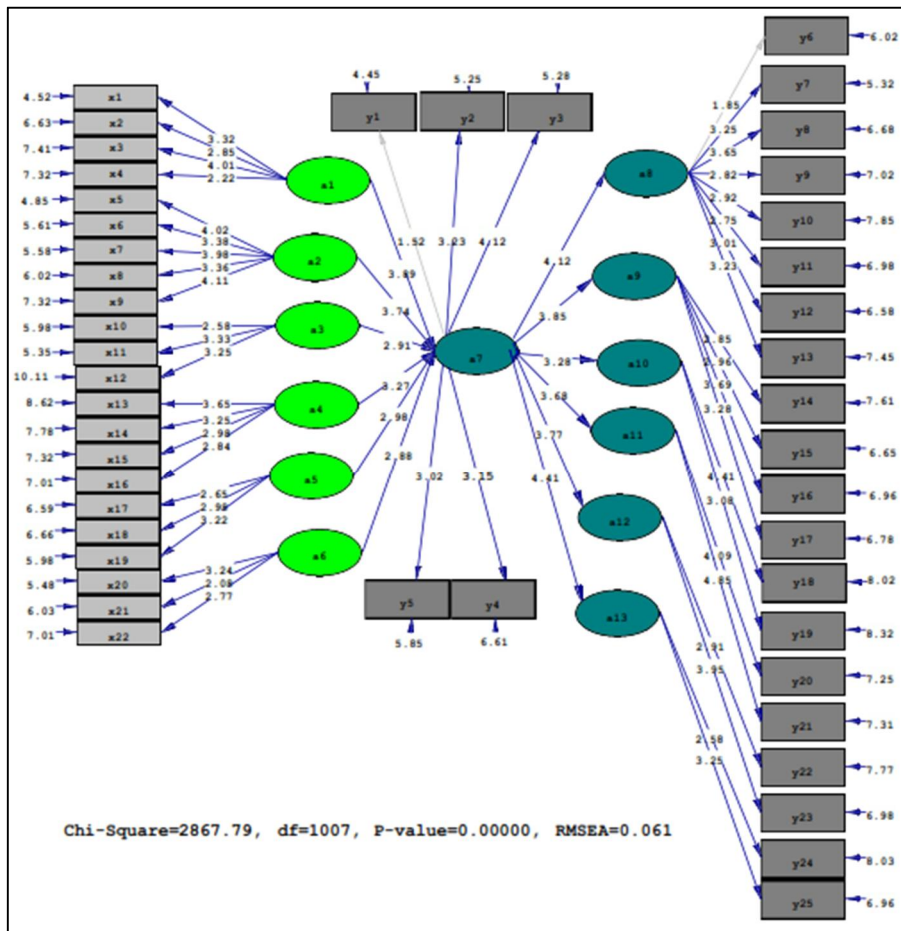 y6
6.02
y7
5.32
y8
6.68
y9
7.02
y10
7.85
y11
6.98
y12
6.58
y13
7.45
y14
7.61
y15
6.65
y16
6.96
y17
6.78
y18
8.02
y19
8.32
y20
7.25
y21
7.31
y22
7.77
y23
6.98
y24
8.03
y25
6.96
4.52 x1
6.63 x2
7.41 x3
7.32 x4
4.85 x5
5.61 x6
5.58 x7
6.02 x8
7.32 x9
5.98 x10
5.35 x11
10.11 x12
8.62 x13
7.78 x14
7.32 x15
7.01 x16
6.59 x17
6.66 x18
5.98 x19
5.48 x20
6.03 x21
7.01 x22
3.32
2.85
4.01
2.22
4.02
3.38
3.98
3.36
4.11
2.58
3.33
3.25
3.65
3.25
2.98
2.84
2.65
2.98
3.22
3.24
2.08
2.77
a1
a2
a3
a4
a5
a6
4.45
5.25
5.28
y1
y2
y3
1.52
3.23
4.12
3.89
3.74
2.91
3.27
2.98
2.88
a7
3.02
3.15
y5
y4
5.85
6.61
4.12
3.85
3.28
3.68
3.77
4.41
a8
a9
a10
a11
a12
a13
1.85
3.25
3.65
2.82
2.92
2.75
3.01
3.23
2.85
2.96
3.69
3.28
4.41
3.08
4.09
4.85
2.91
3.95
2.58
3.25
Chi-Square=2867.79, df=1007, P-value=0.00000, RMSEA=0.061